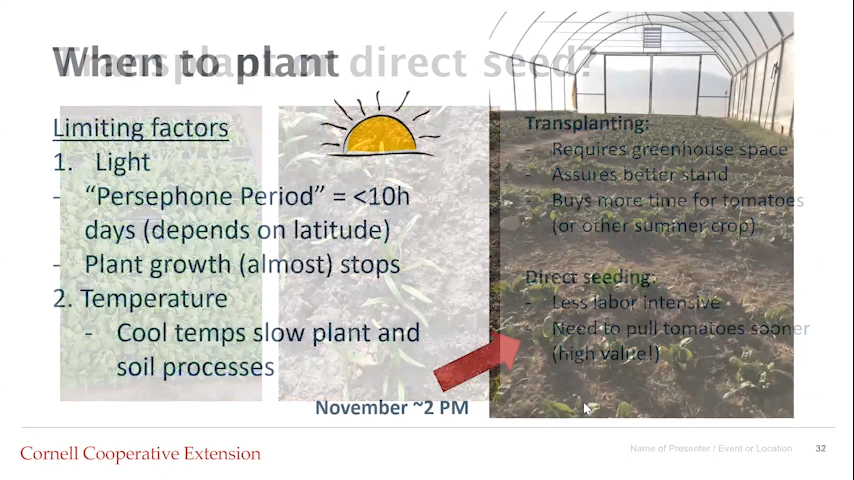 When to plant
Transplant or direct seed?
Limiting factors
1. Light
- “Persephone Period” = <10h
days (depends on latitude)
- Plant growth (almost) stops
2. Temperature
- Cool temps slow plant and
soil processes
November ~2 PM
Transplanting:
- Requires greenhouse space
- Assures better stand
- Buys more time for tomatoes
(or other summer crop)
Direct seeding:
- Less labor intensive
- Need to pull tomatoes sooner
(high value!)
Cornell Cooperative Extension
Name of Presenter / Event or Location
32